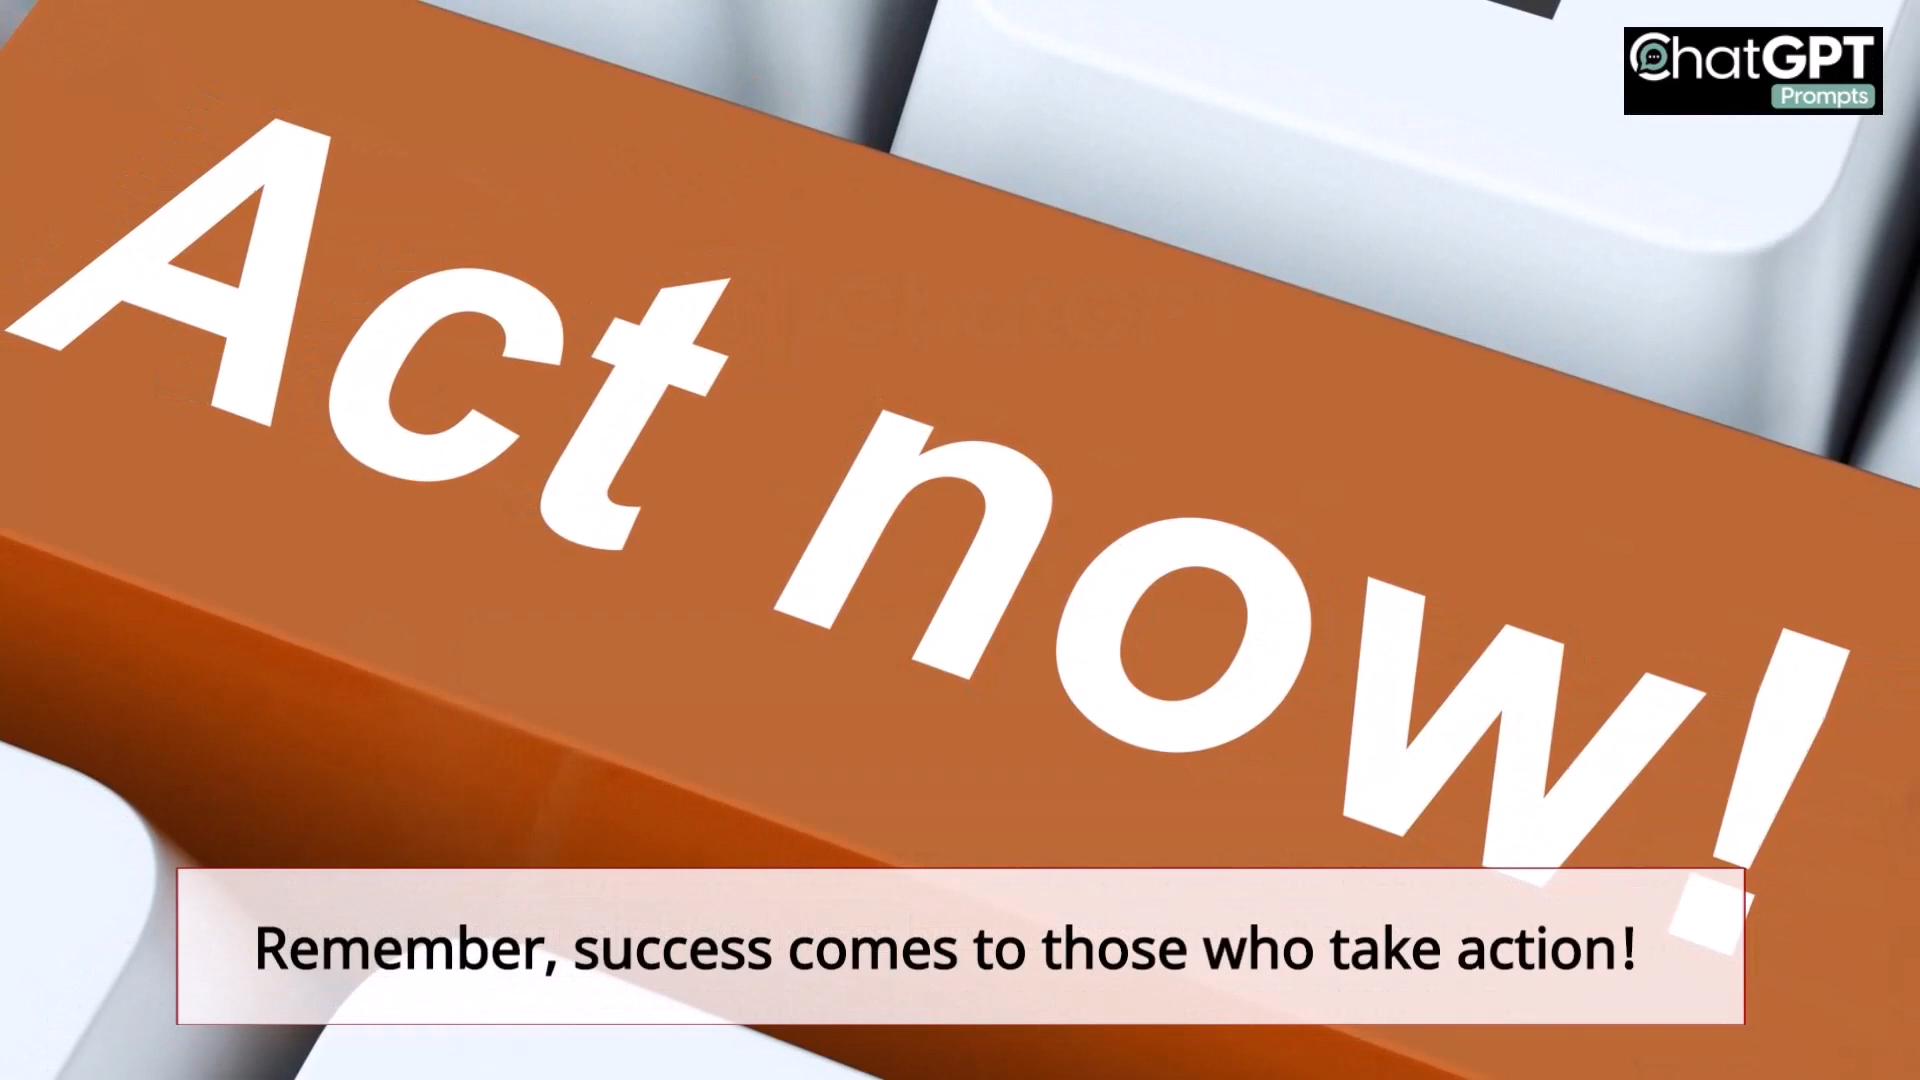 ChatGPT
Prompts
Act now!
Remember, success comes to those who take action!